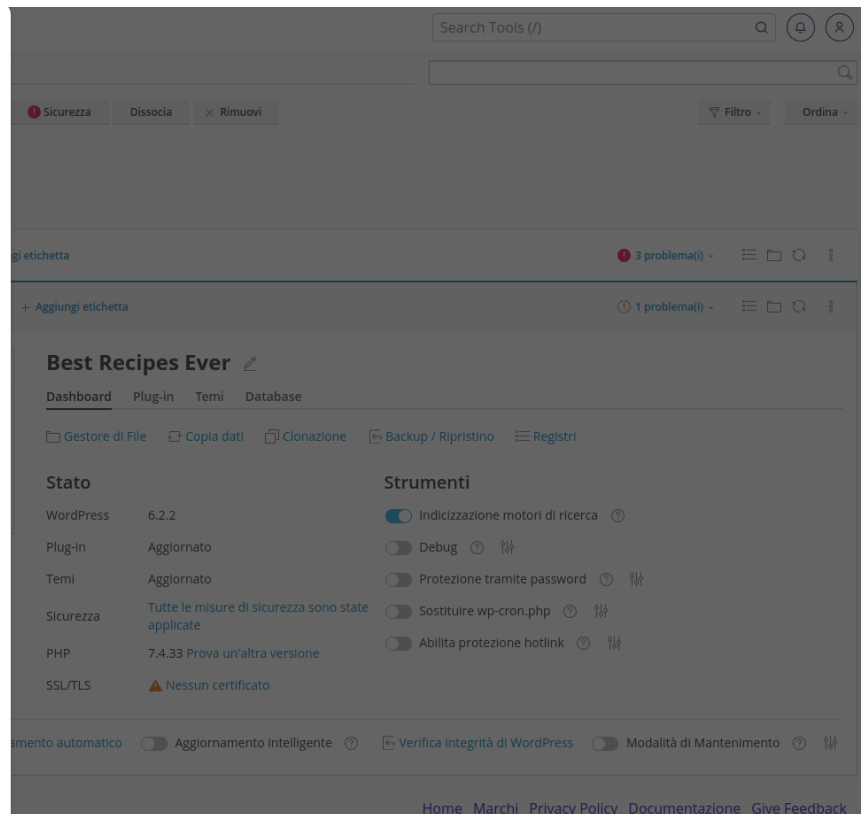 Search Tools (/)
Sicurezza Dissocia Rimuovi Filtro Ordina
gi etichetta 3 problema(i)
+ Aggiungi etichetta 1 problema(i)
Best Recipes Ever
Dashboard Plug-in Temi Database
Gestore di File Copia dati Clonazione Backup / Ripristino Registri
Stato Strumenti
WordPress 6.2.2 Indicizzazione motori di ricerca
Plug-in Aggiornato Debug
Temi Aggiornato Protezione tramite password
Sicurezza Tutte le misure di sicurezza sono state
applicate Sostituire wp-cron.php
PHP 7.4.33 Prova un'altra versione Abilita protezione hotlink
SSL/TLS Nessun certificato
amento automatico Aggiornamento intelligente Verifica integrità di WordPress Modalità di Mantenimento
Home Marchi Privacy Policy Documentazione Give Feedback